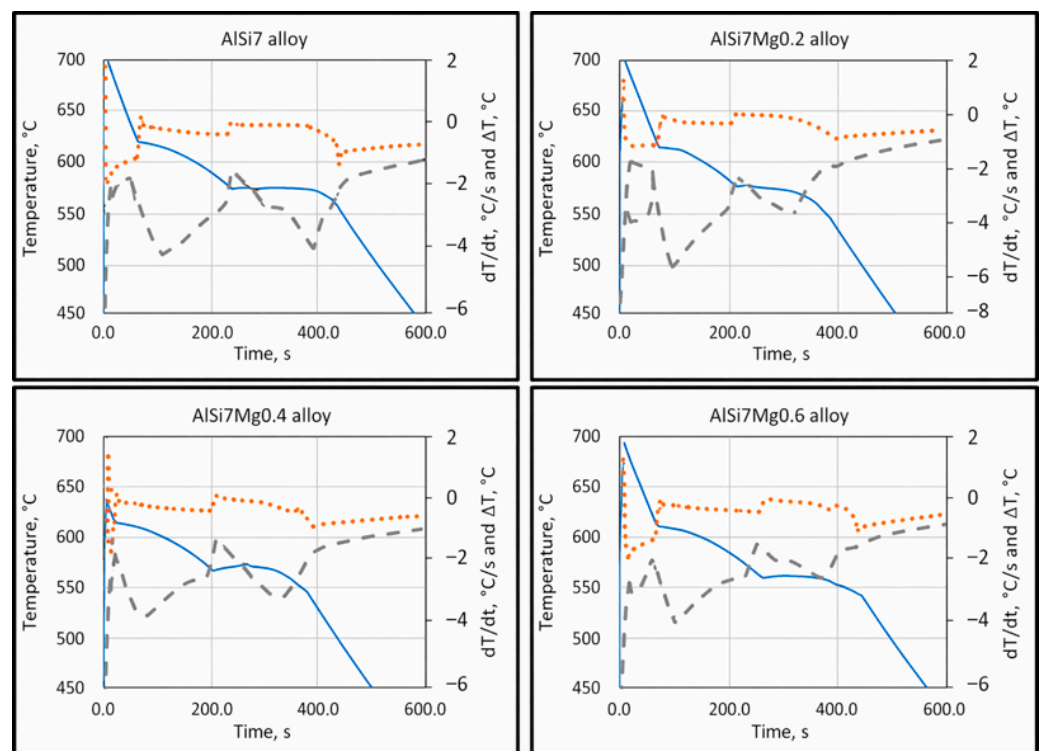 AlSi7 alloy
700
650
600
550
500
450
Temperature, °C
2
0
−2
−4
−6
dT/dt, °C/s and ΔT, °C
0.0 200.0 400.0 600.0
Time, s
AlSi7Mg0.2 alloy
700
650
600
550
500
450
Temperature, °C
2
0
−2
−4
−6
−8
dT/dt, °C/s and ΔT, °C
0.0 200.0 400.0 600.0
Time, s
AlSi7Mg0.4 alloy
700
650
600
550
500
450
Temperature, °C
2
0
−2
−4
−6
dT/dt, °C/s and ΔT, °C
0.0 200.0 400.0 600.0
Time, s
AlSi7Mg0.6 alloy
700
650
600
550
500
450
Temperature, °C
2
0
−2
−4
−6
dT/dt, °C/s and ΔT, °C
0.0 200.0 400.0 600.0
Time, s